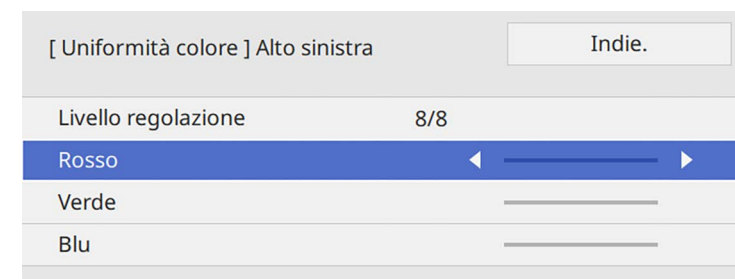 [ Uniformità colore ] Alto sinistra
Indie.
Livello regolazione 8/8
Rosso
Verde
Blu